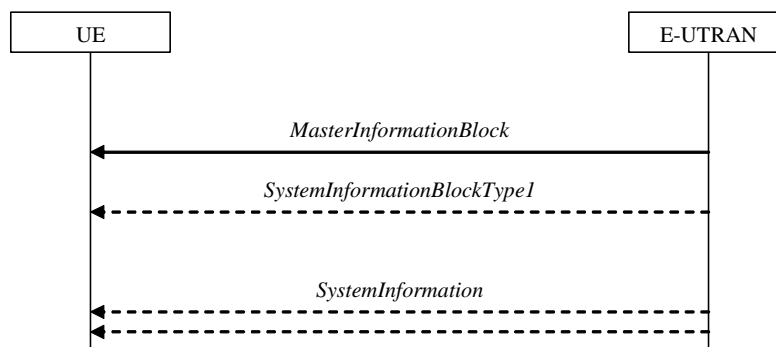 UE
E-UTRAN
MasterInformationBlock
SystemInformationBlockType1
SystemInformation